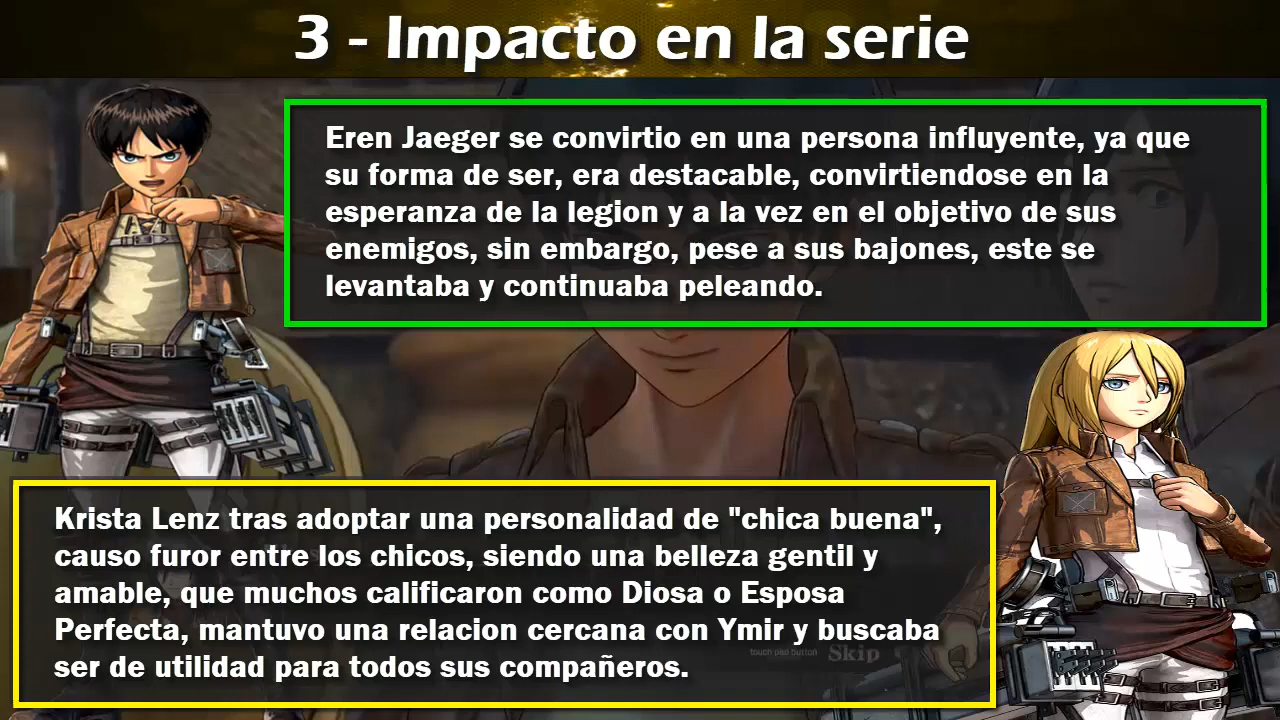 3 - Impacto en la serie
Eren Jaeger se convirtio en una persona influyente, ya que
su forma de ser, era destacable, convirtiendose en la
esperanza de la legion y a la vez en el objetivo de sus
enemigos, sin embargo, pese a sus bajones, este se
levantaba y continuaba peleando.
Krista Lenz tras adoptar una personalidad de "chica buena",
causo furor entre los chicos, siendo una belleza gentil y
amable, que muchos calificaron como Diosa o Esposa
Perfecta, mantuvo una relacion cercana con Ymir y buscaba
ser de utilidad para todos sus compañeros.
touch pad button Skip